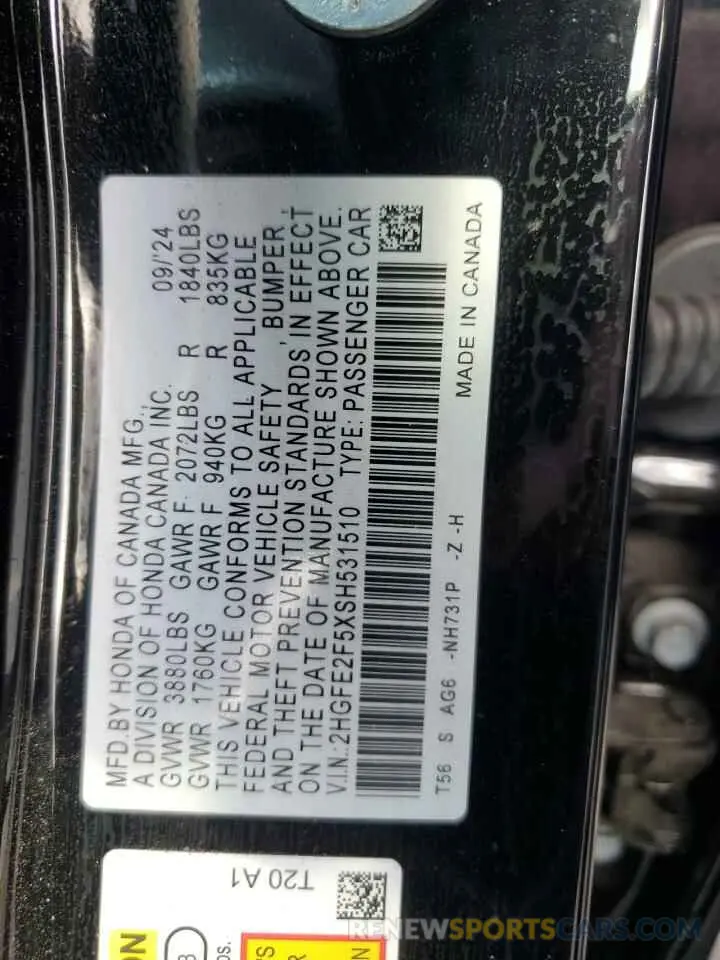 MFD. BY HONDA OF CANADA MFG.,
A DIVISION OF HONDA CANADA INC. 09/'24
GVWR 3880LBS GAWR F 2072LBS R 1840LBS
GVWR 1760KG GAWR F 940KG R 835KG
THIS VEHICLE CONFORMS TO ALL APPLICABLE
FEDERAL MOTOR VEHICLE SAFETY, BUMPER,
AND THEFT PREVENTION STANDARDS IN EFFECT
ON THE DATE OF MANUFACTURE SHOWN ABOVE.
V.I.N.:2HGFE2F5XSH531510 TYPE: PASSENGER CAR
T56 S AG6 -NH731P -Z -H
MADE IN CANADA
T20 A1
RENEWSPORTSCARS.COM